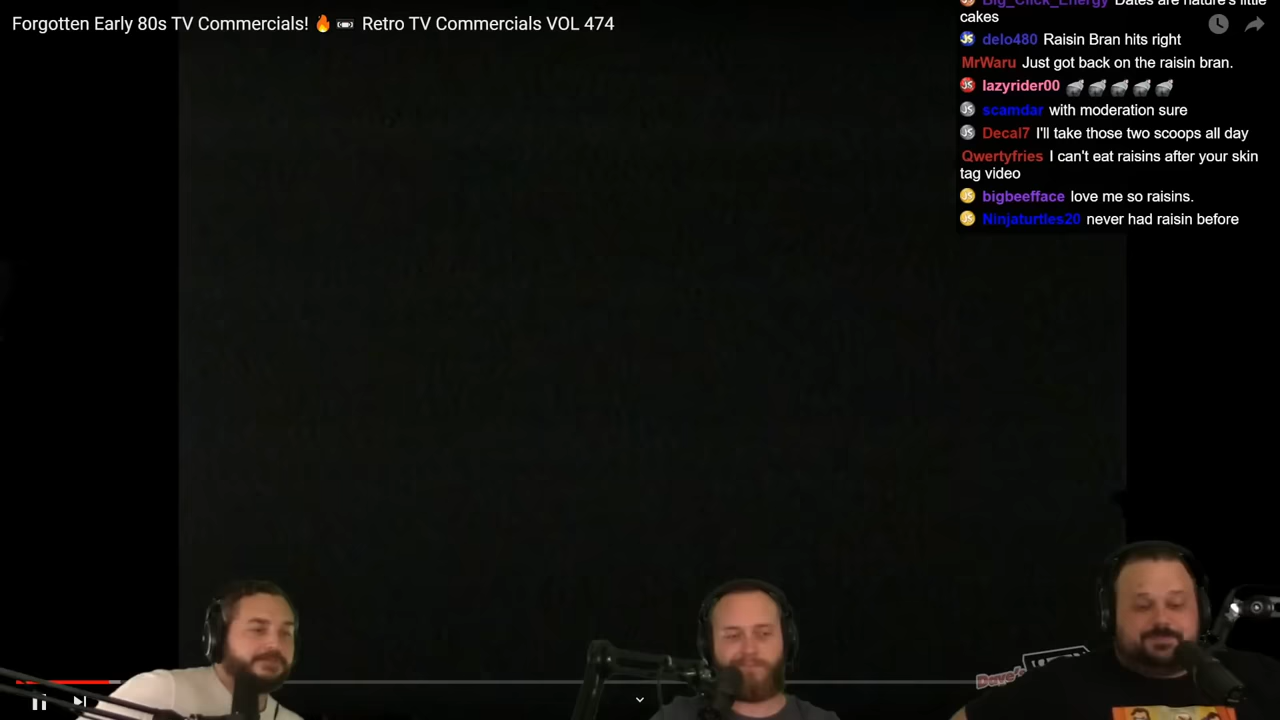 Forgotten Early 80s TV Commercials! 🔥 📼 Retro TV Commercials VOL 474
Big_Click_Energy Dates are nature's little
cakes
delo480 Raisin Bran hits right
MrWaru Just got back on the raisin bran.
lazyrider00
scamdar with moderation sure
Decal7 I'll take those two scoops all day
Qwertyfries I can't eat raisins after your skin
tag video
bigbeefface love me so raisins.
Ninjaturtles20 never had raisin before
Dave's